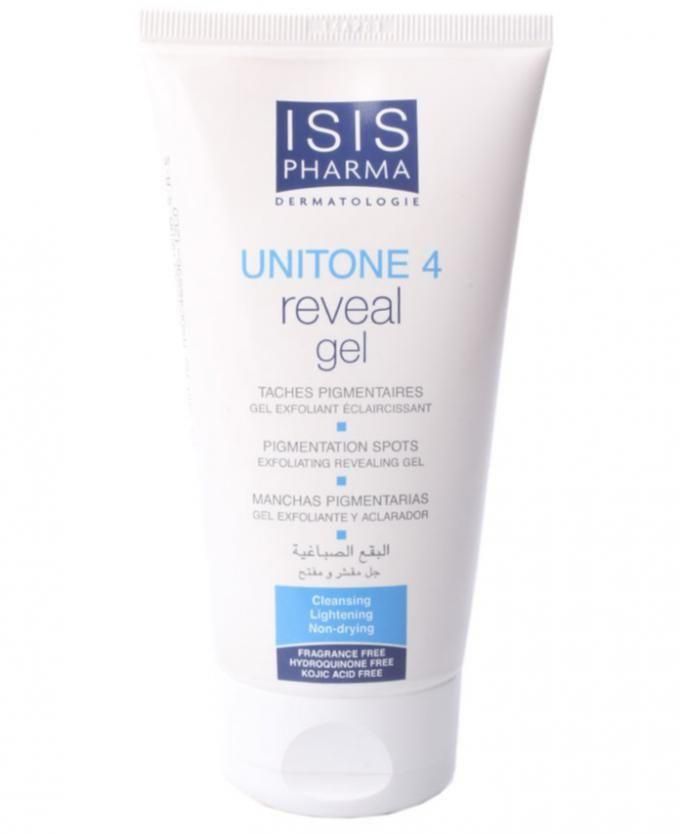 ISIS
PHARMA
DERMATOLOGIE
UNITONE 4
reveal
gel
TACHES PIGMENTAIRES
GEL EXFOLIANT ÉCLAIRCISSANT
PIGMENTATION SPOTS
EXFOLIATING REVEALING GEL
MANCHAS PIGMENTARIAS
GEL EXFOLIANTE Y ACLARADOR
البقع الصباغية
جل مقشر و مفتح
Cleansing
Lightening
Non-drying
FRAGRANCE FREE
HYDROQUINONE FREE
KOJIC ACID FREE